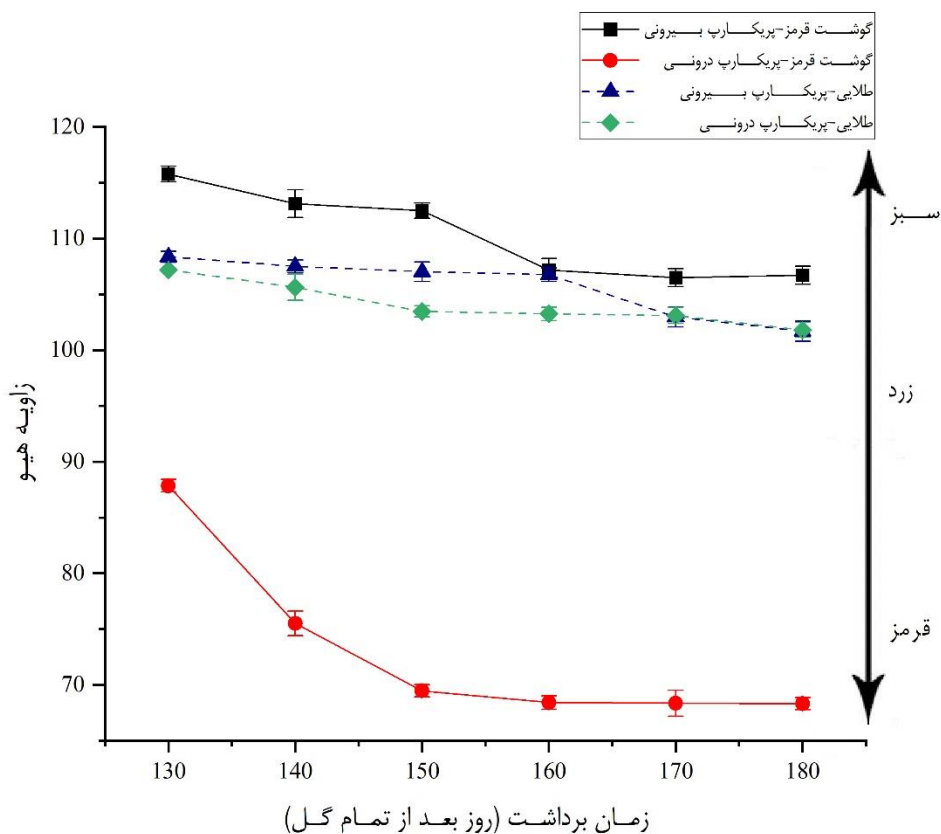 گوشت قرمز-پریکارپ بیرونی
گوشت قرمز-پریکارپ درونی
طلایی-پریکارپ بیرونی
طلایی-پریکارپ درونی
120
110
100
90
80
70
زاویه هیو
سبز
زرد
قرمز
130 140 150 160 170 180
زمان برداشت (روز بعد از تمام گل)